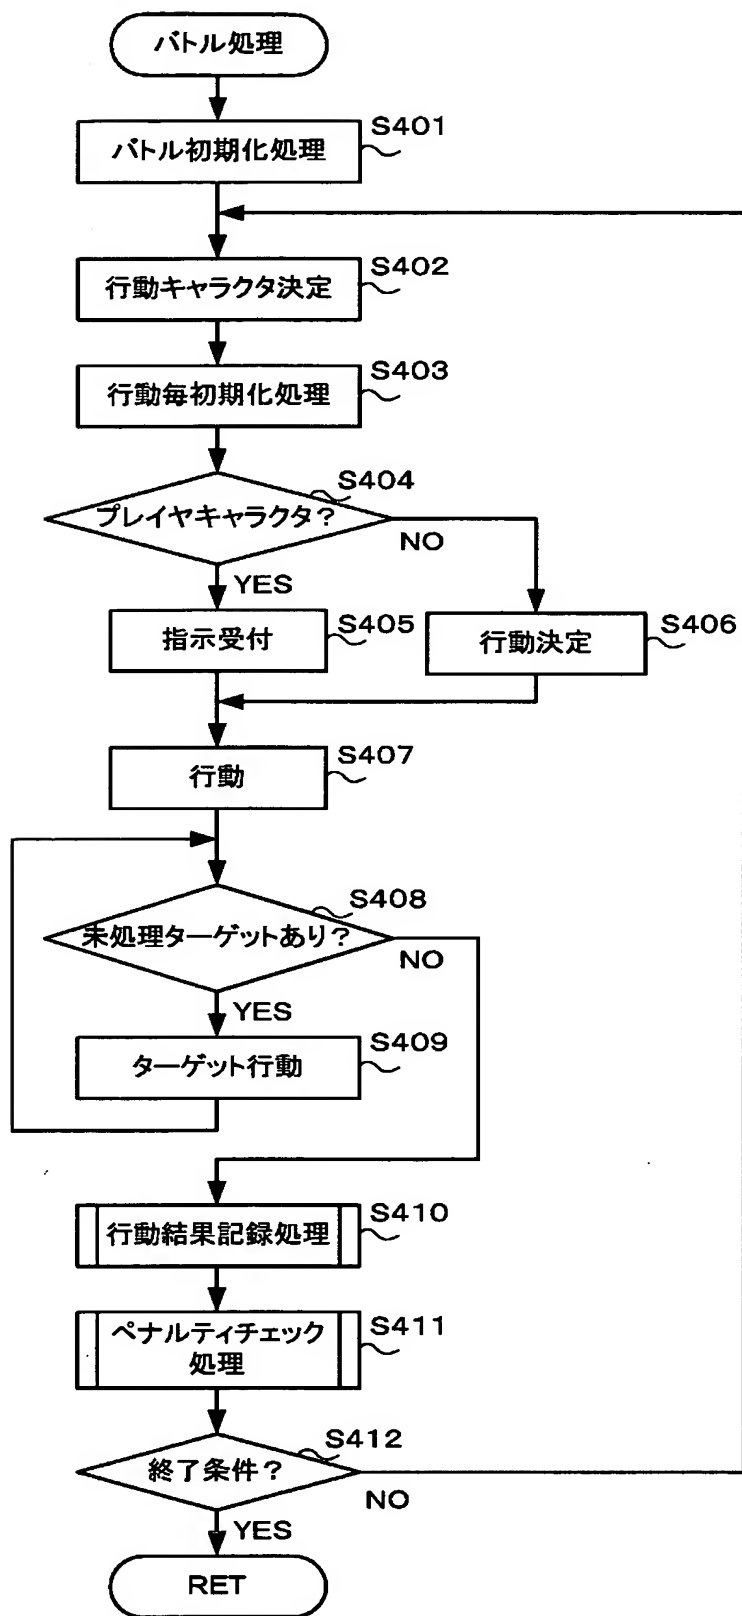 バトル処理
S401
バトル初期化処理
S402
行動キャラクタ決定
S403
行動毎初期化処理
S404
プレイヤキャラクタ？
NO
YES
S405
指示受付
S406
行動決定
S407
行動
S408
未処理ターゲットあり？
NO
YES
S409
ターゲット行動
S410
行動結果記録処理
S411
ペナルティチェック
処理
S412
終了条件？
NO
YES
RET